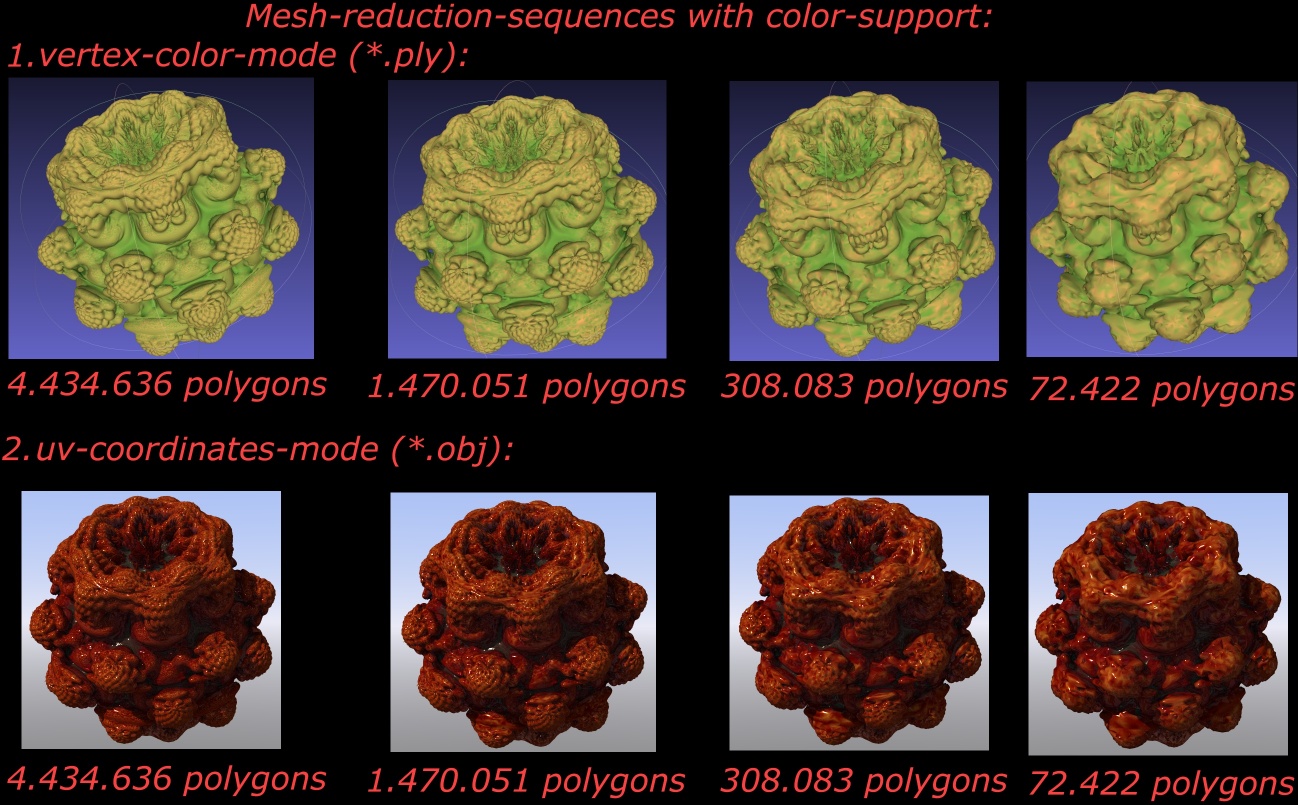 Mesh-reduction-sequences with color-support:
1.vertex-color-mode (*.ply):
4.434.636 polygons
1.470.051 polygons
308.083 polygons
72.422 polygons
2.uv-coordinates-mode (*.obj):
4.434.636 polygons
1.470.051 polygons
308.083 polygons
72.422 polygons